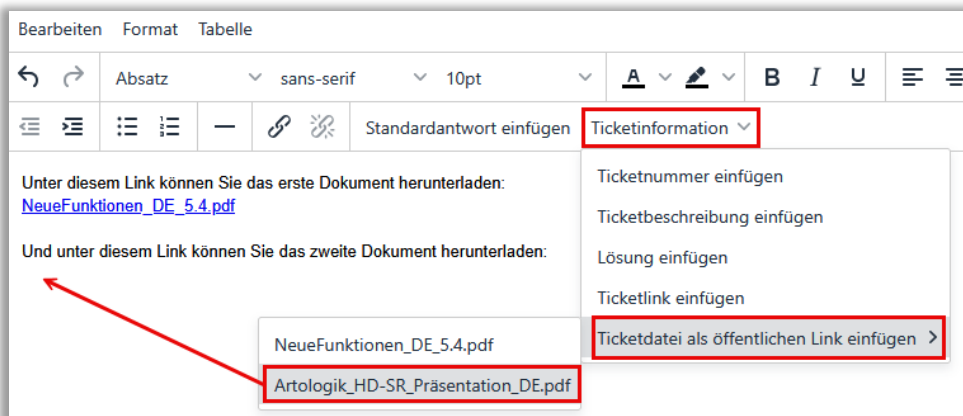 Bearbeiten Format Tabelle
Absatz sans-serif 10pt A B I U
Standardantwort einfügen Ticketinformation
Unter diesem Link können Sie das erste Dokument herunterladen:
NeueFunktionen_DE_5.4.pdf
Und unter diesem Link können Sie das zweite Dokument herunterladen:
Ticketnummer einfügen
Ticketbeschreibung einfügen
Lösung einfügen
Ticketlink einfügen
Ticketdatei als öffentlichen Link einfügen
NeueFunktionen_DE_5.4.pdf
Artologik_HD-SR_Präsentation_DE.pdf